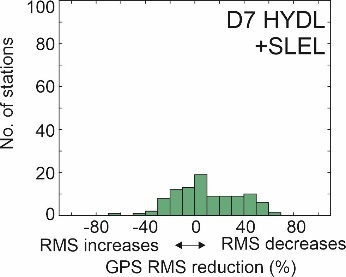 D7 HYDL
+SLEL
No. of stations
100
80
60
40
20
0
-80 -40 0 40 80
RMS increases RMS decreases
GPS RMS reduction (%)